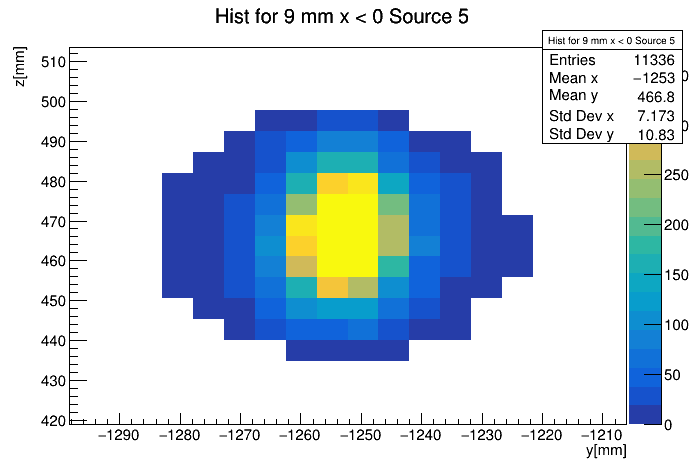 Hist for 9 mm x < 0 Source 5
Hist for 9 mm x < 0 Source 5
Entries 11336
Mean x −1253
Mean y 466.8
Std Dev x 7.173
Std Dev y 10.83
z[mm]
510
500
490
480
470
460
450
440
430
420
−1290 −1280 −1270 −1260 −1250 −1240 −1230 −1220 −1210
y[mm]
250
200
150
100
50
0